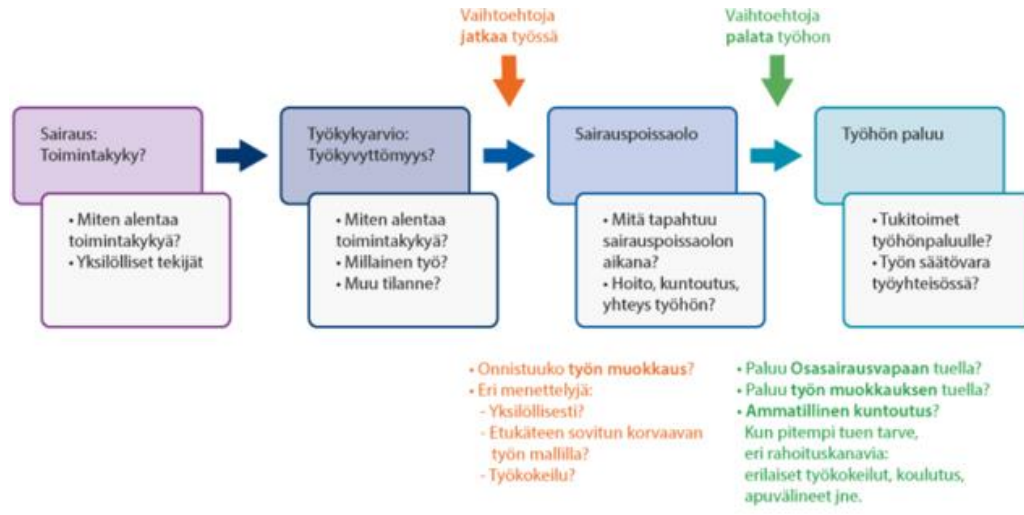 Vaihtoehtoja
jatkaa työssä
Vaihtoehtoja
palata työhon
Sairaus:
Toimintakyky?
• Miten alentaa
toimintakykyä?
• Yksilölliset tekijät
Työkykyarvio:
Työkyvyttömyys?
• Miten alentaa
toimintakykyä?
• Millainen työ?
• Muu tilanne?
Sairauspoissaolo
• Mitä tapahtuu
sairauspoissaolon
aikana?
• Hoito, kuntoutus,
yhteys työhön?
Työhön paluu
• Tukitoimet
työhönpaluulle?
• Työn säätövara
työyhteisössä?
• Onnistuuko työn muokkaus?
• Eri menettelyjä:
- Yksilöllisesti?
- Etukäteen sovitun korvaavan
työn mallilla?
- Työkokeilu?
• Paluu Osasairausvapaan tuella?
• Paluu työn muokkauksen tuella?
• Ammatillinen kuntoutus?
Kun pitempi tuen tarve,
eri rahoituskanavia:
erilaiset työkokeilut, koulutus,
apuvälineet jne.